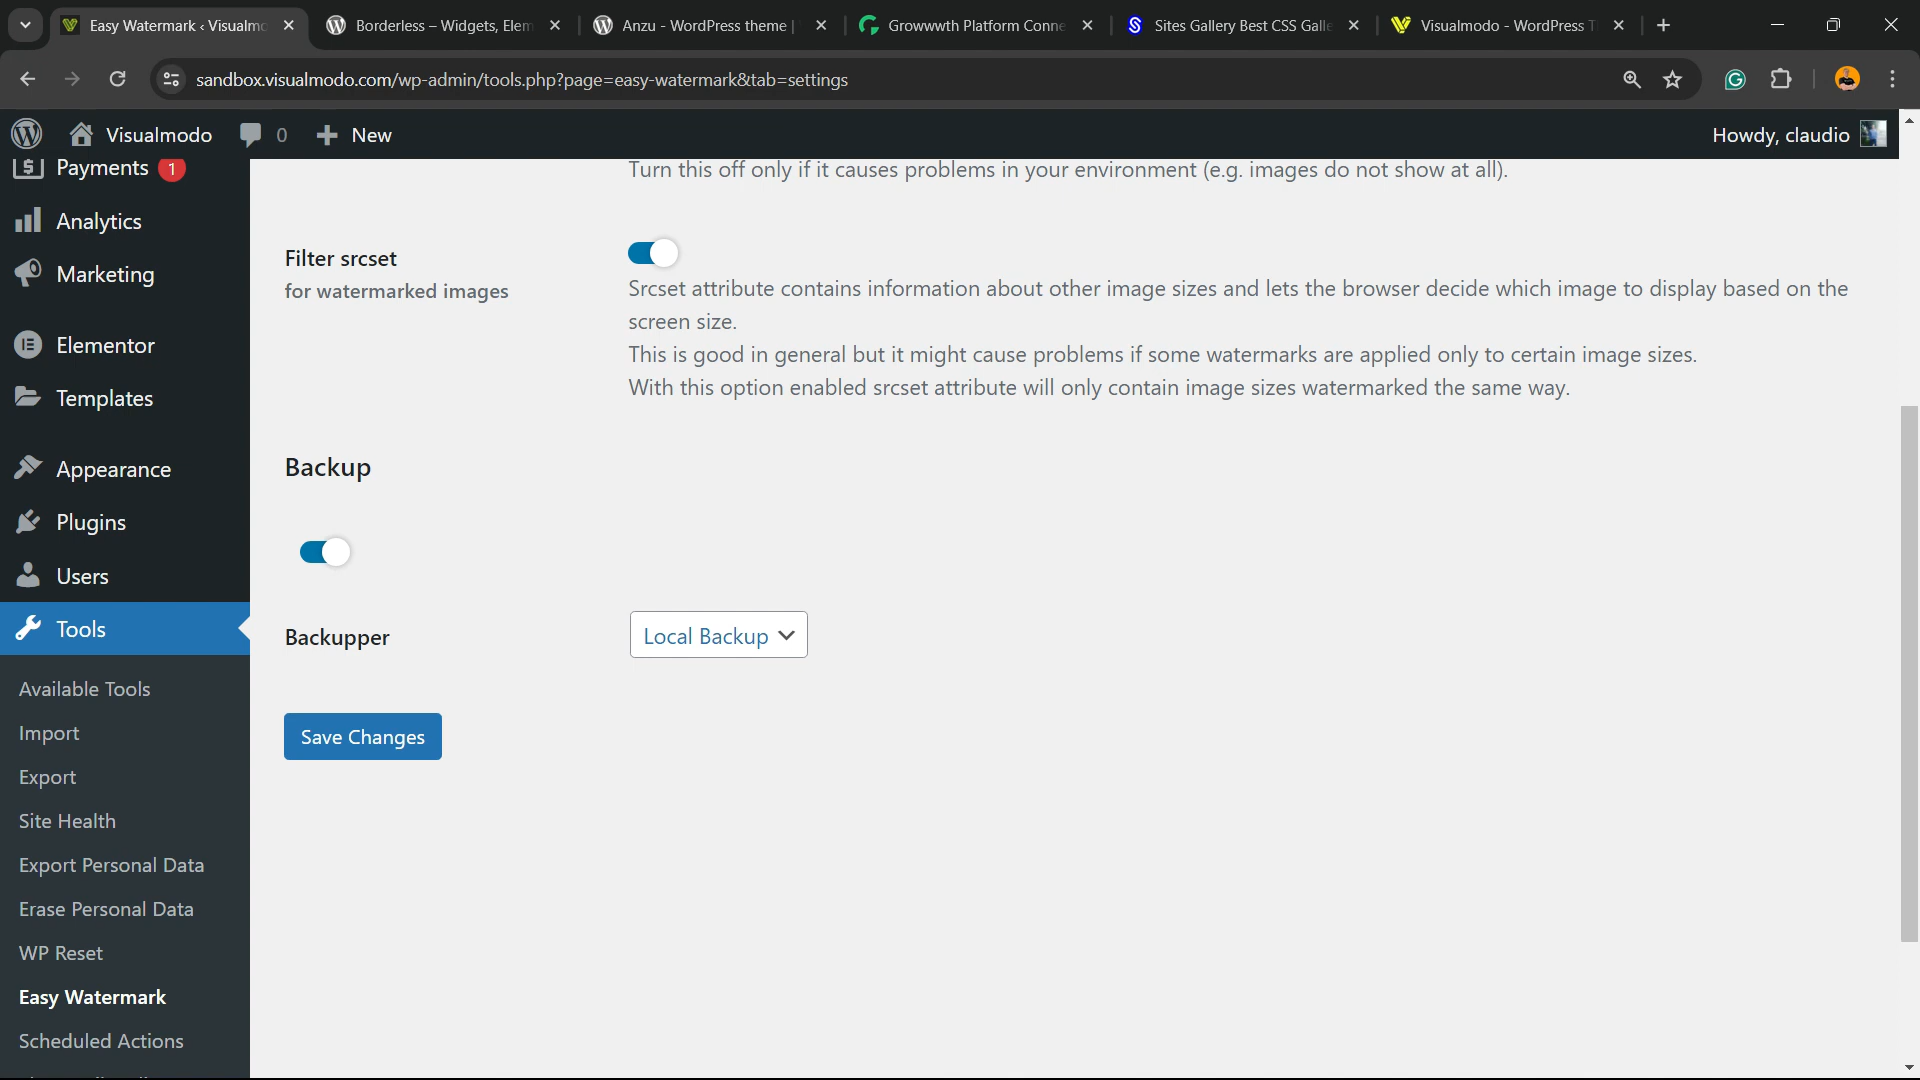 Easy Watermark ‹ Visualmo
Borderless – Widgets, Elem
Anzu - WordPress theme |
Growwwth Platform Conne
Sites Gallery Best CSS Galle
Visualmodo - WordPress T
sandbox.visualmodo.com/wp-admin/tools.php?page=easy-watermark&tab=settings
Visualmodo
0
New
Howdy, claudio
Payments 1
Analytics
Marketing
Elementor
Templates
Appearance
Plugins
Users
Tools
Available Tools
Import
Export
Site Health
Export Personal Data
Erase Personal Data
WP Reset
Easy Watermark
Scheduled Actions
Turn this off only if it causes problems in your environment (e.g. images do not show at all).
Filter srcset
for watermarked images
Srcset attribute contains information about other image sizes and lets the browser decide which image to display based on the
screen size.
This is good in general but it might cause problems if some watermarks are applied only to certain image sizes.
With this option enabled srcset attribute will only contain image sizes watermarked the same way.
Backup
Backupper
Local Backup
Save Changes